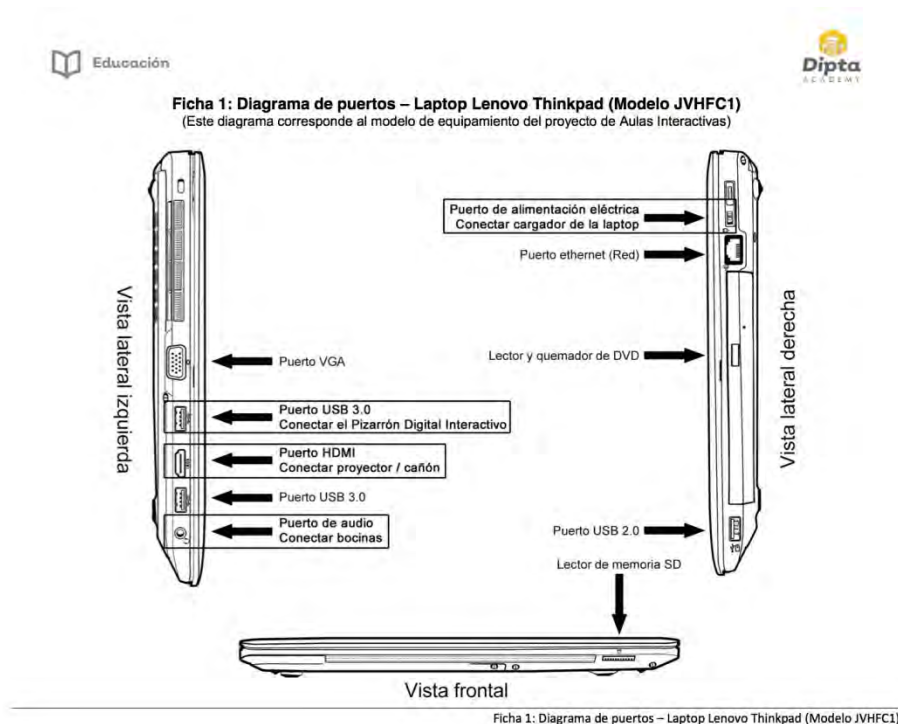 Educación
Dipta
ACADEMY
Ficha 1: Diagrama de puertos – Laptop Lenovo Thinkpad (Modelo JVHFC1)
(Este diagrama corresponde al modelo de equipamiento del proyecto de Aulas Interactivas)
Vista lateral izquierda
Puerto VGA
Puerto USB 3.0
Conectar el Pizarrón Digital Interactivo
Puerto HDMI
Conectar proyector / cañón
Puerto USB 3.0
Puerto de audio
Conectar bocinas
Puerto de alimentación eléctrica
Conectar cargador de la laptop
Puerto ethernet (Red)
Lector y quemador de DVD
Puerto USB 2.0
Vista lateral derecha
Lector de memoria SD
Vista frontal
Ficha 1: Diagrama de puertos – Laptop Lenovo Thinkpad (Modelo JVHFC1)